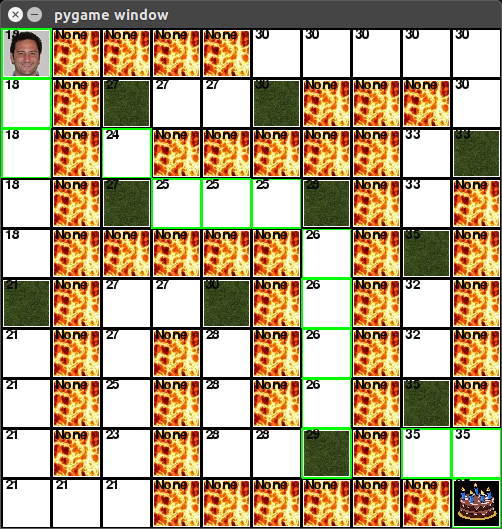 pygame window
18 None None None None 30 30 30 30 30
18 None 27 27 27 30 None None None 30
18 None 24 None None None None None 33 33
18 None 27 25 25 25 28 None 33 None
18 None None None None None 26 None 35 None
21 None 27 27 30 None 26 None 32 None
21 None 27 None 28 None 26 None 32 None
21 None 25 None 28 None 26 None 35 None
21 None 23 None 28 28 29 None 35 35
21 21 21 None None None None None None